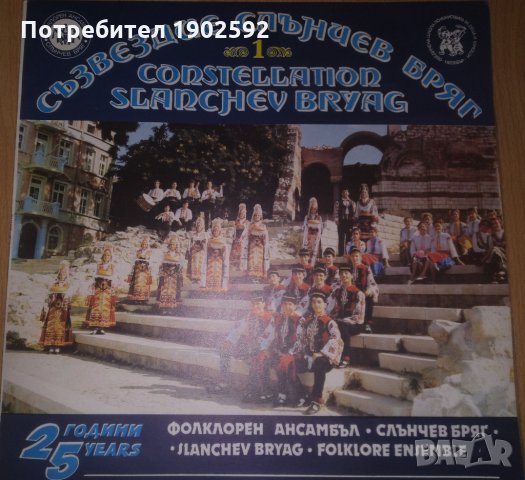 Потребител 1902592
СЪЗВЕЗДИЕ СЛЪНЧЕВ БРЯГ
1
CONSTELLATION
SLANCHEV BRYAG
25 ГОДИНИ
YEARS
ФОЛКЛОРЕН АНСАМБЪЛ • СЛЪНЧЕВ БРЯГ •
• SLANCHEV BRYAG • FOLKLORE ENSEMBLE
bazar